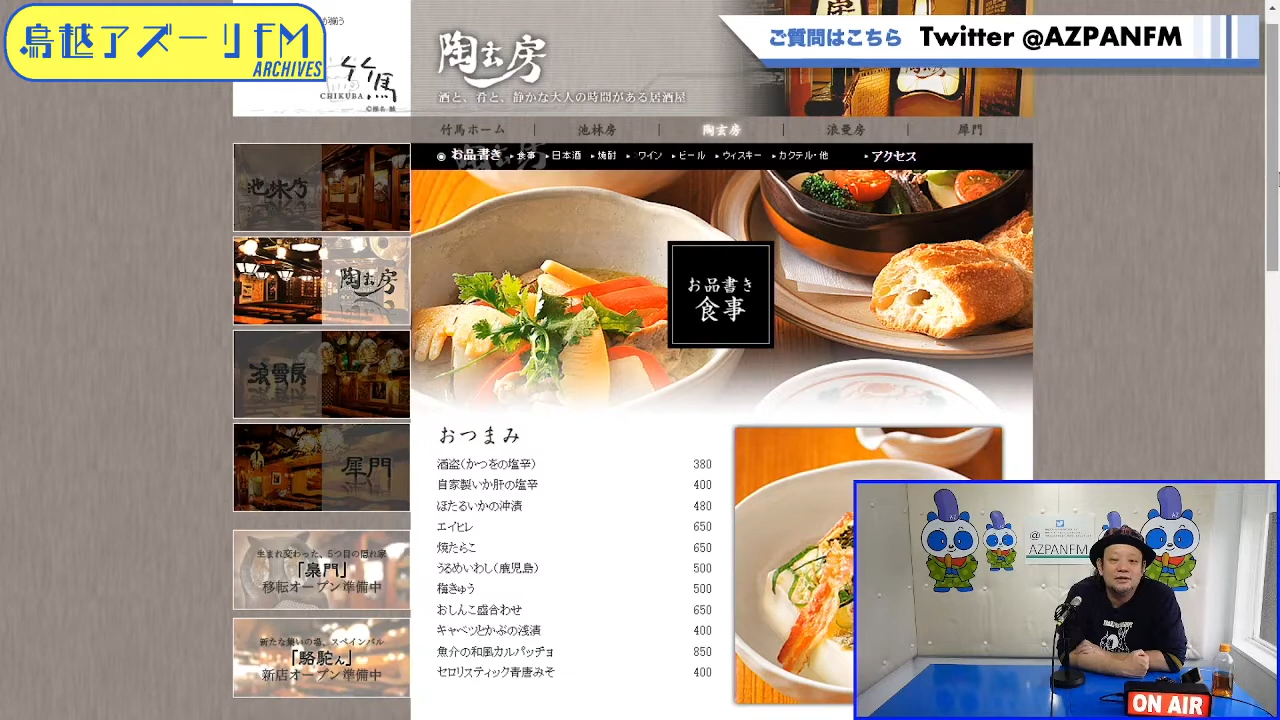 鳥越アズーリFM
ARCHIVES
が揃う
竹馬
CHIKUBA
陶玄房
酒と、肴と、静かな大人の時間がある居酒屋
ご質問はこちら Twitter @AZPANFM
竹馬ホーム 池林房 陶玄房 浪曼房 犀門
お品書き 食事 日本酒 焼酎 ワイン ビール ウィスキー カクテル・他 アクセス
池林房
陶玄房
浪曼房
犀門
生まれ変わった、5つ目の隠れ家
「梟門」
移転オープン準備中
新たな集いの場、スペインバル
「駱駝ん」
新店オープン準備中
お品書き
食事
おつまみ
酒盗(かつをの塩辛) 380
自家製いか肝の塩辛 400
ほたるいかの沖漬 480
エイヒレ 650
焼たらこ 650
うるめいわし(鹿児島) 500
梅きゅう 500
おしんこ盛合わせ 650
キャベツとかぶの浅漬 400
魚介の和風カルパッチョ 850
セロリスティック青唐みそ 400
@
AZPANFM
ON AIR